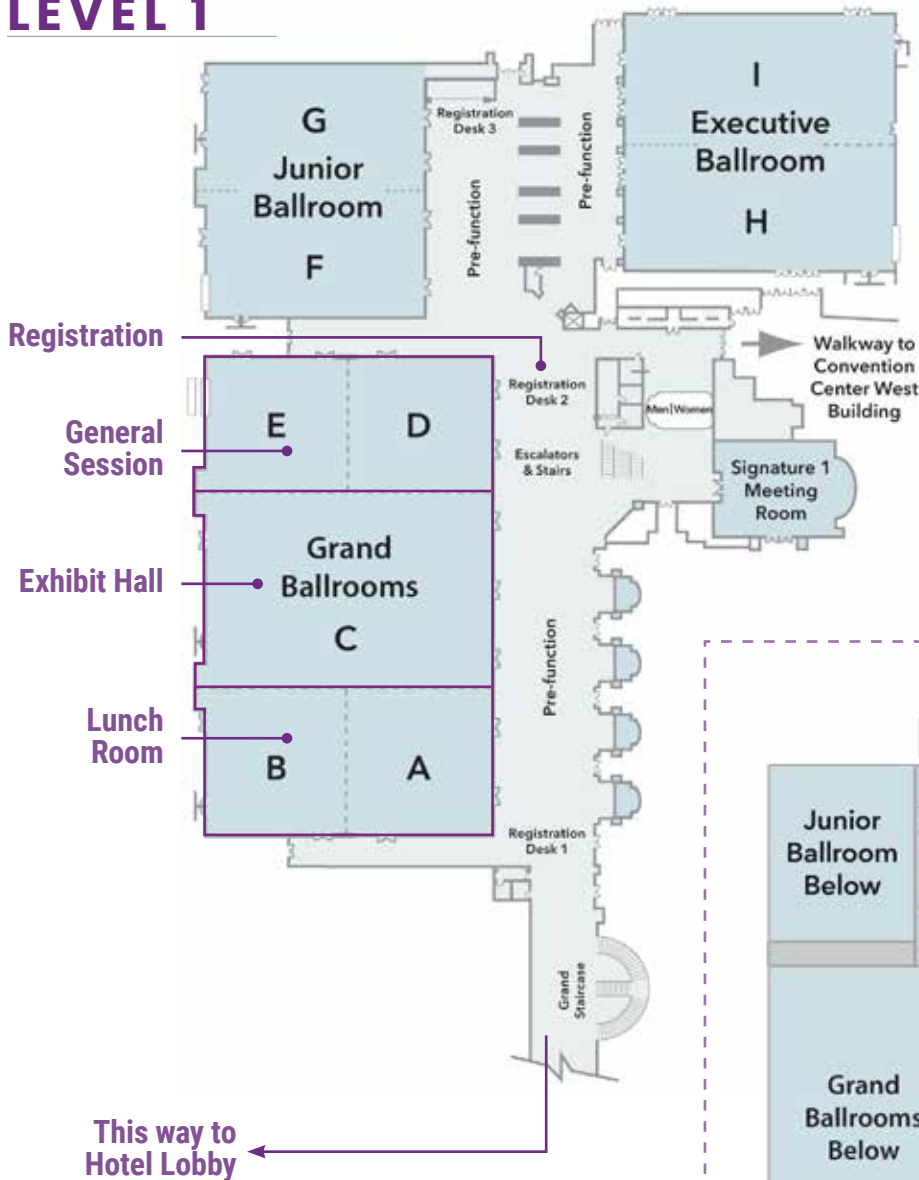 LEVEL 1
G
Junior
Ballroom
F
Registration
Desk 3
Pre-function
Pre-function
I
Executive
Ballroom
H
Registration
Registration
Desk 2
Men|Women
Walkway to
Convention
Center West
Building
General
Session
E
D
Escalators
& Stairs
Signature 1
Meeting
Room
Exhibit Hall
Grand
Ballrooms
C
Pre-function
Lunch
Room
B
A
Registration
Desk 1
Grand
Staircase
Junior
Ballroom
Below
Grand
Ballrooms
Below
This way to
Hotel Lobby